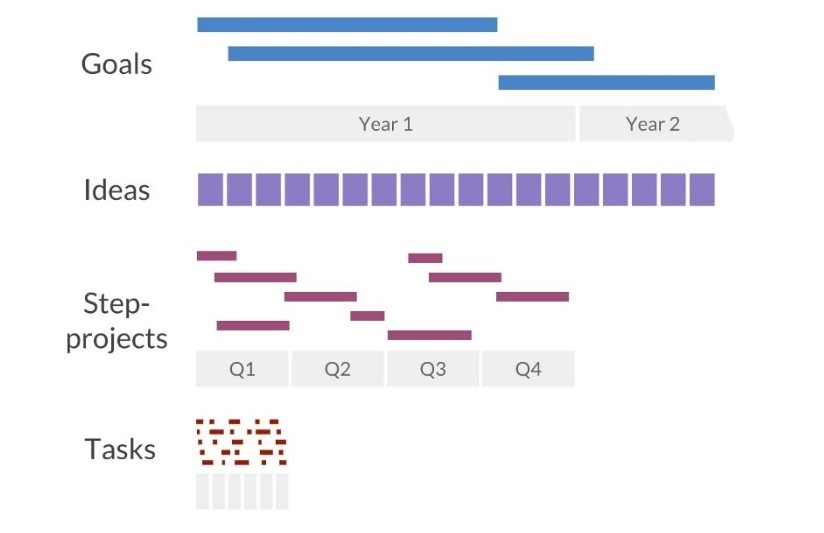 Goals
Year 1
Year 2
Ideas
Step-
projects
Q1
Q2
Q3
Q4
Tasks